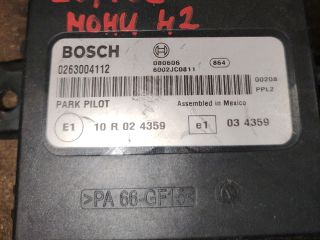 МОНИ 42
BOSCH
0263004112
080606
6002JC0811
864
00208
PPL2
PARK PILOT
Assembled in Mexico
E1 10 R 02 4359
e1 03 4359
>PA 66-GF15<